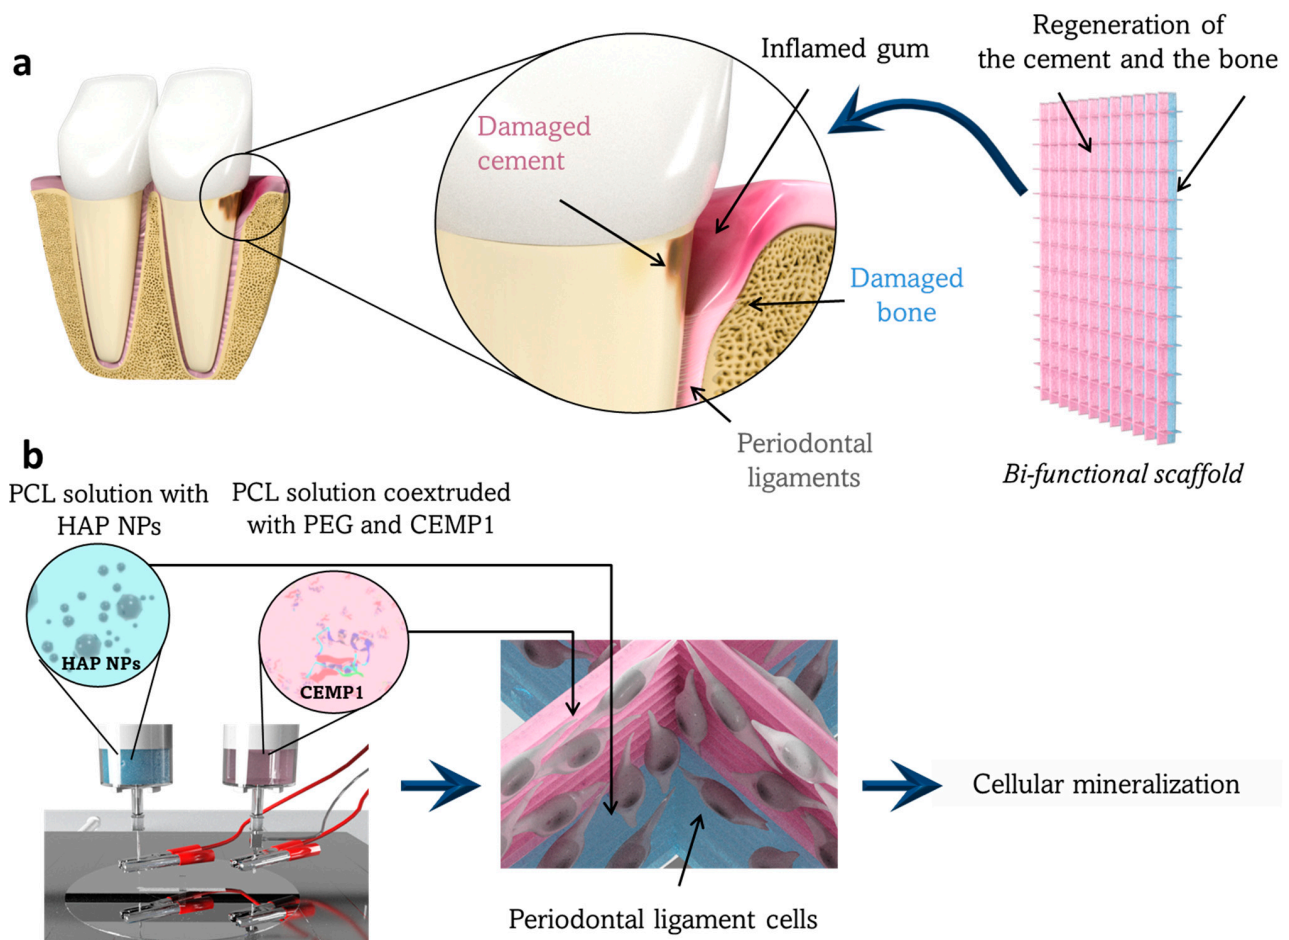 a
Inflamed gum
Regeneration of
the cement and the bone
Damaged
cement
Damaged
bone
Periodontal
ligaments
Bi-functional scaffold
b
PCL solution with
HAP NPs
PCL solution coextruded
with PEG and CEMP1
HAP NPs
CEMP1
Cellular mineralization
Periodontal ligament cells